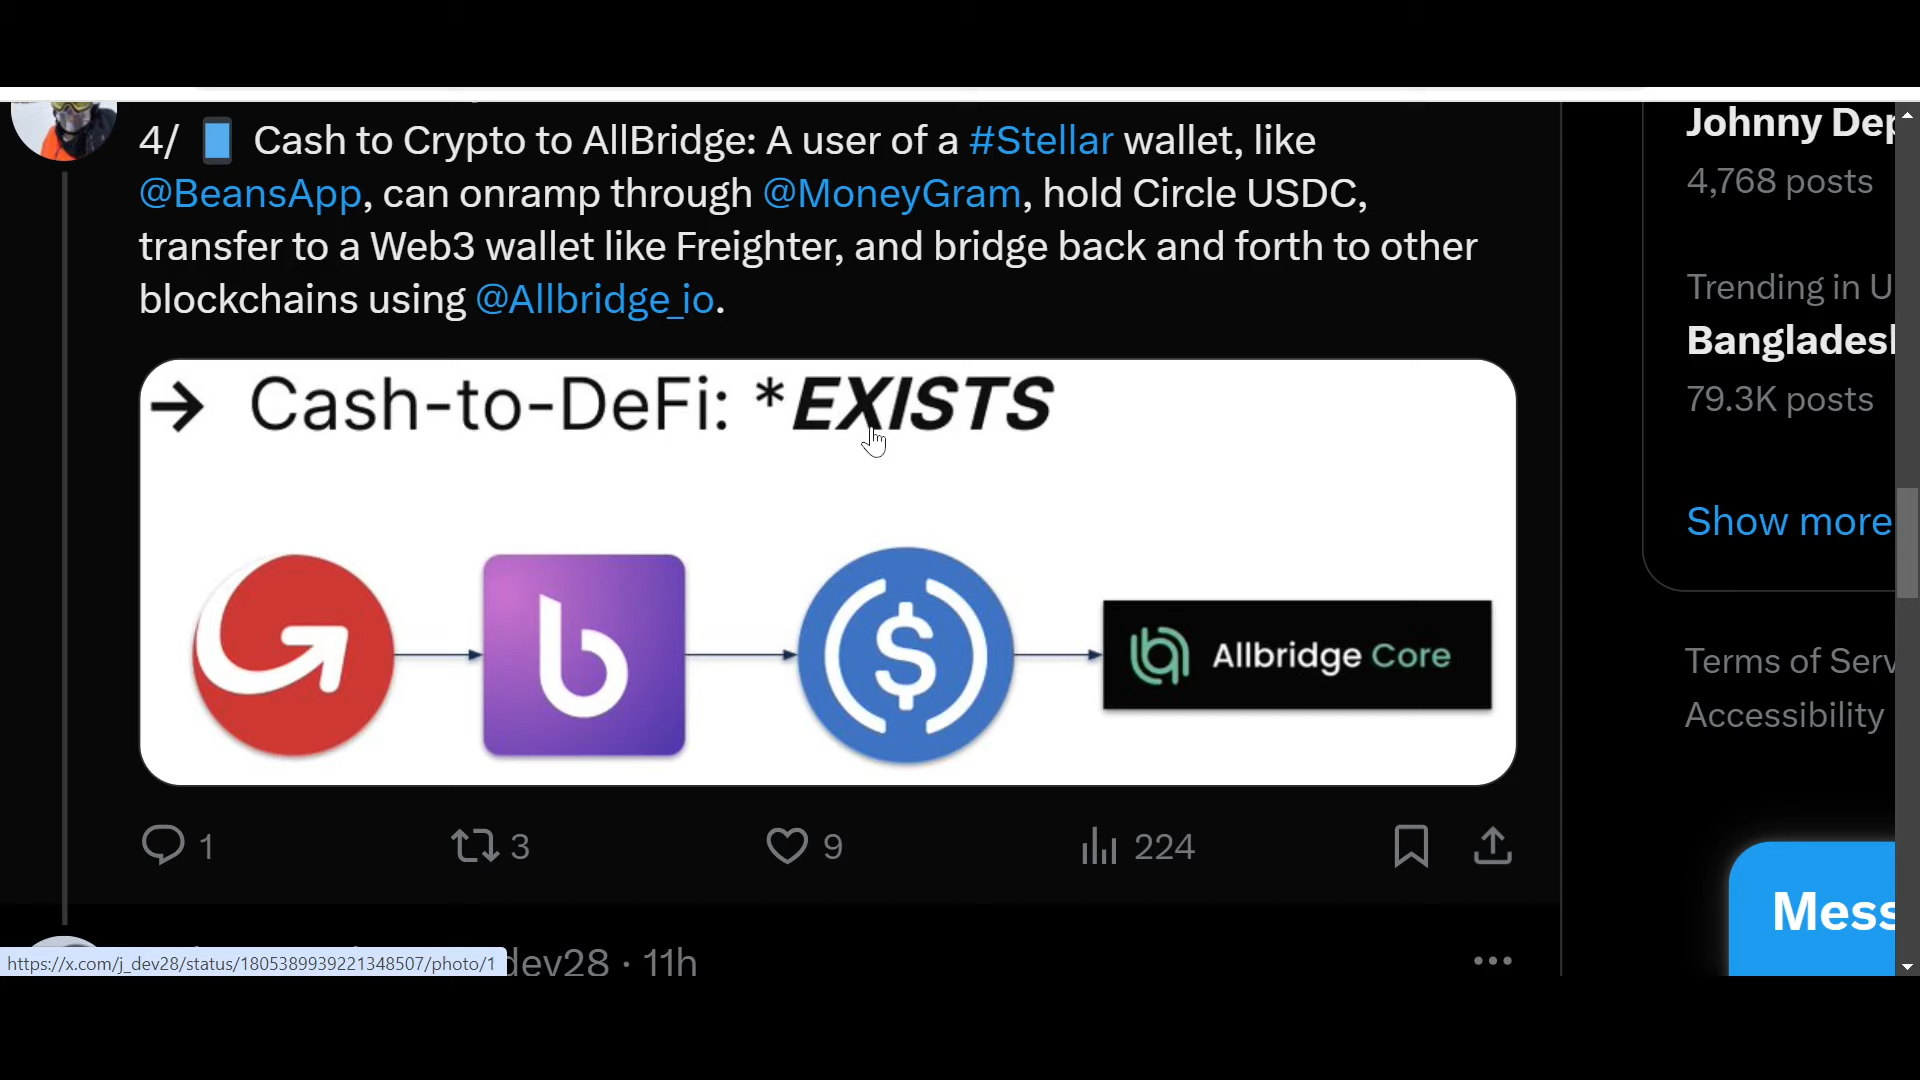 4/ Cash to Crypto to AllBridge: A user of a #Stellar wallet, like
@BeansApp, can onramp through @MoneyGram, hold Circle USDC,
transfer to a Web3 wallet like Freighter, and bridge back and forth to other
blockchains using @Allbridge_io.
→ Cash-to-DeFi: *EXISTS
b
$
Allbridge Core
1
3
9
224
dev28 · 11h
https://x.com/j_dev28/status/1805389939221348507/photo/1
Johnny Dep
4,768 posts
Trending in U
Banglades
79.3K posts
Show more
Terms of Serv
Accessibility
Mess